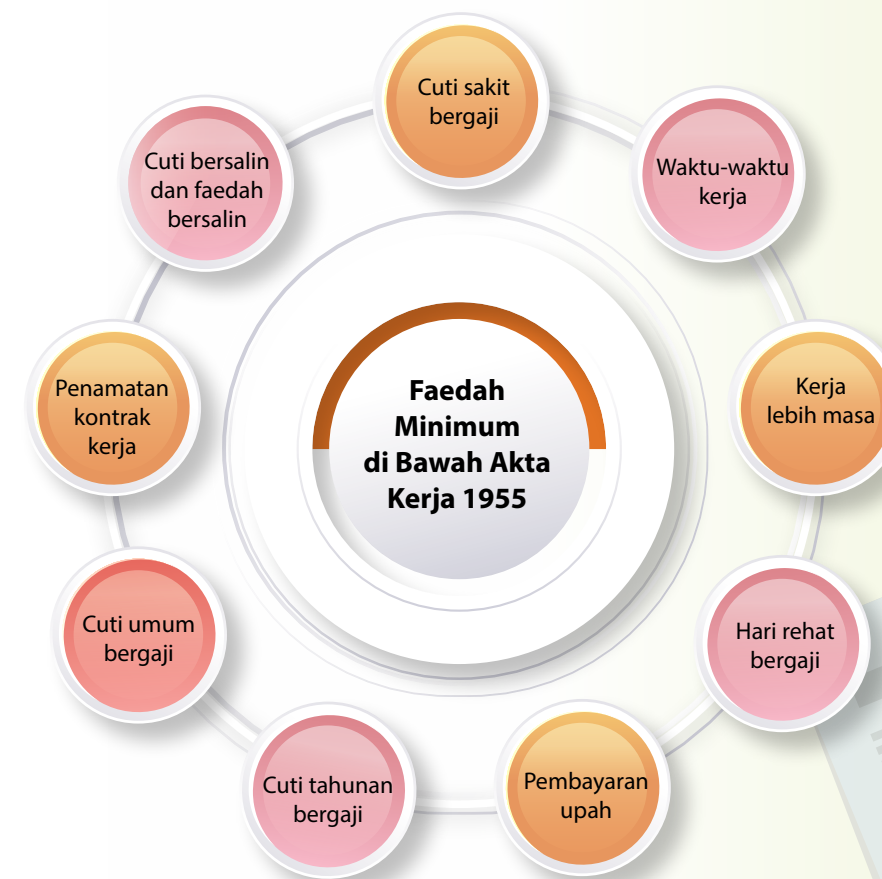 Faedah
Minimum
di Bawah Akta
Kerja 1955
Cuti sakit
bergaji
Waktu-waktu
kerja
Kerja
lebih masa
Hari rehat
bergaji
Pembayaran
upah
Cuti tahunan
bergaji
Cuti umum
bergaji
Penamatan
kontrak
kerja
Cuti bersalin
dan faedah
bersalin